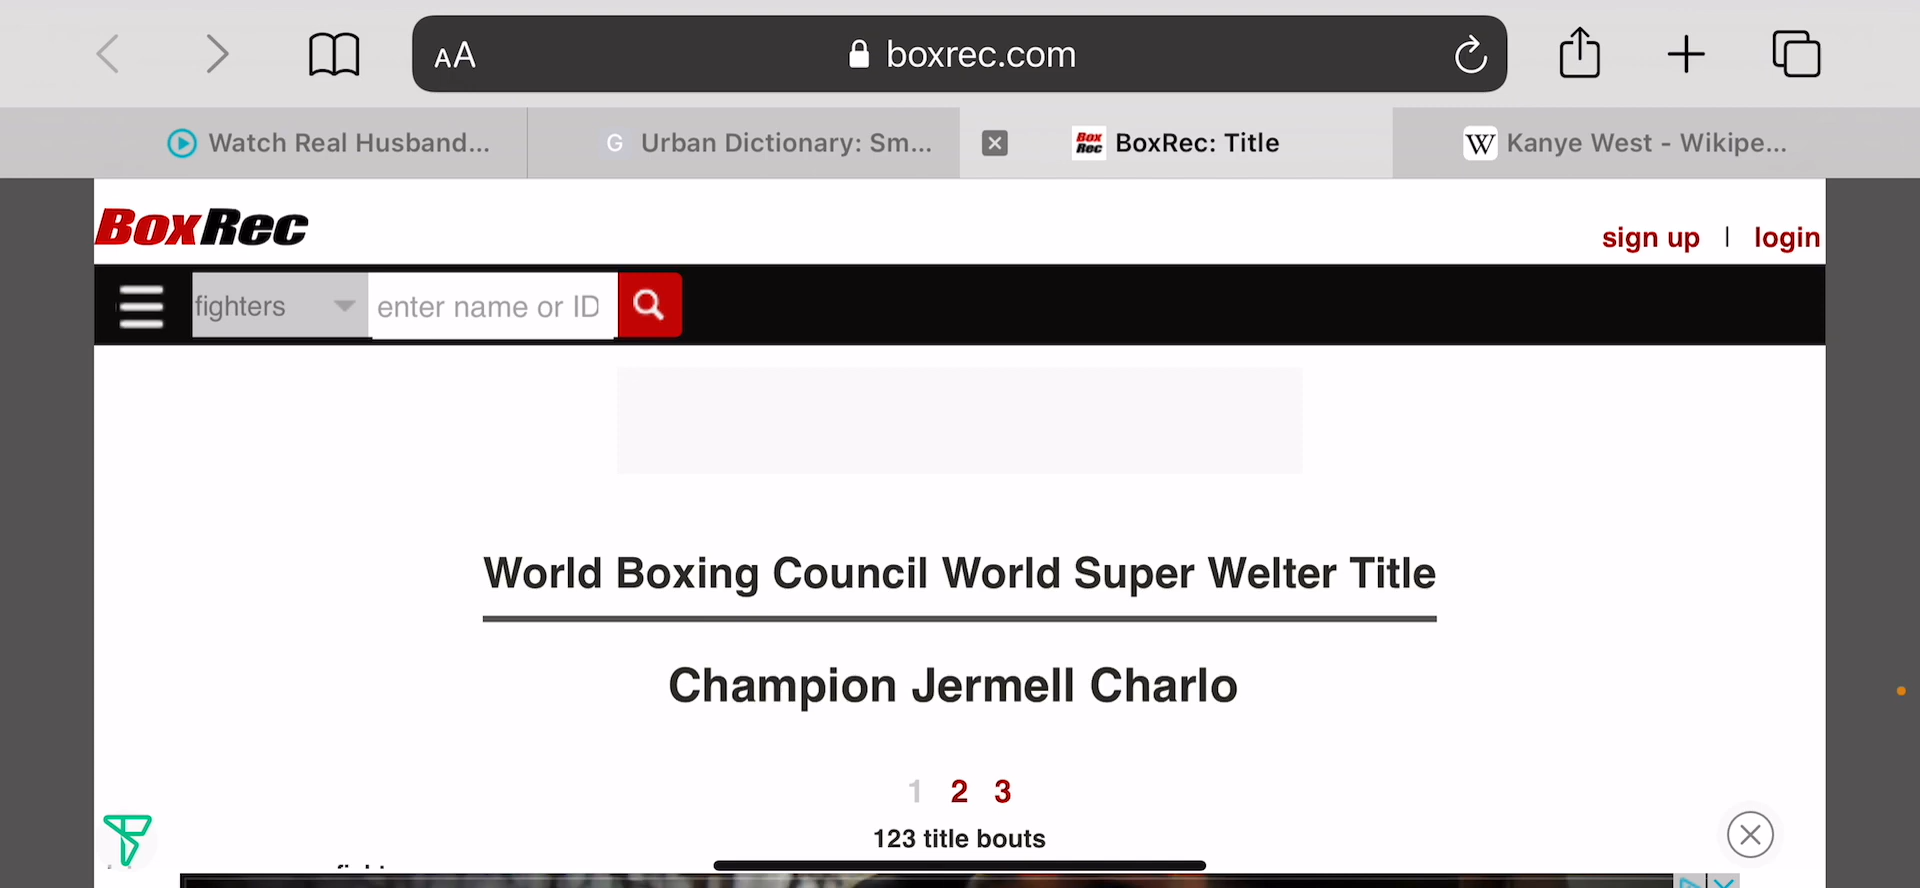 AA boxrec.com
Watch Real Husband...
G Urban Dictionary: Sm...
Box Rec BoxRec: Title
W Kanye West - Wikipe...
BoxRec
sign up | login
fighters enter name or ID
World Boxing Council World Super Welter Title
Champion Jermell Charlo
1 2 3
123 title bouts